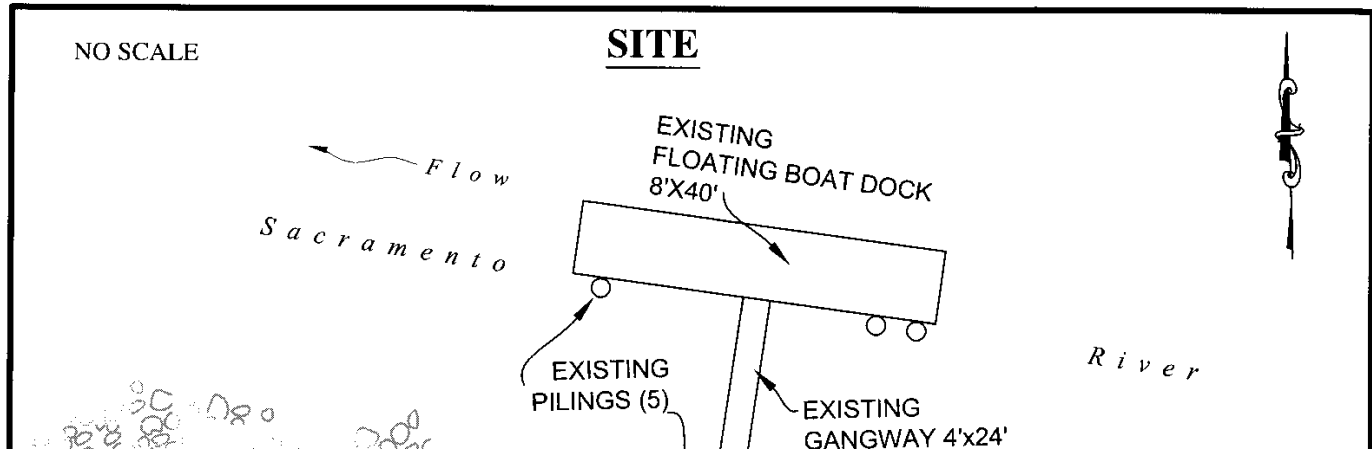 NO SCALE
SITE
EXISTING
FLOATING BOAT DOCK
8'X40'
Flow
Sacramento
River
EXISTING
PILINGS (5)
EXISTING
GANGWAY 4'x24'